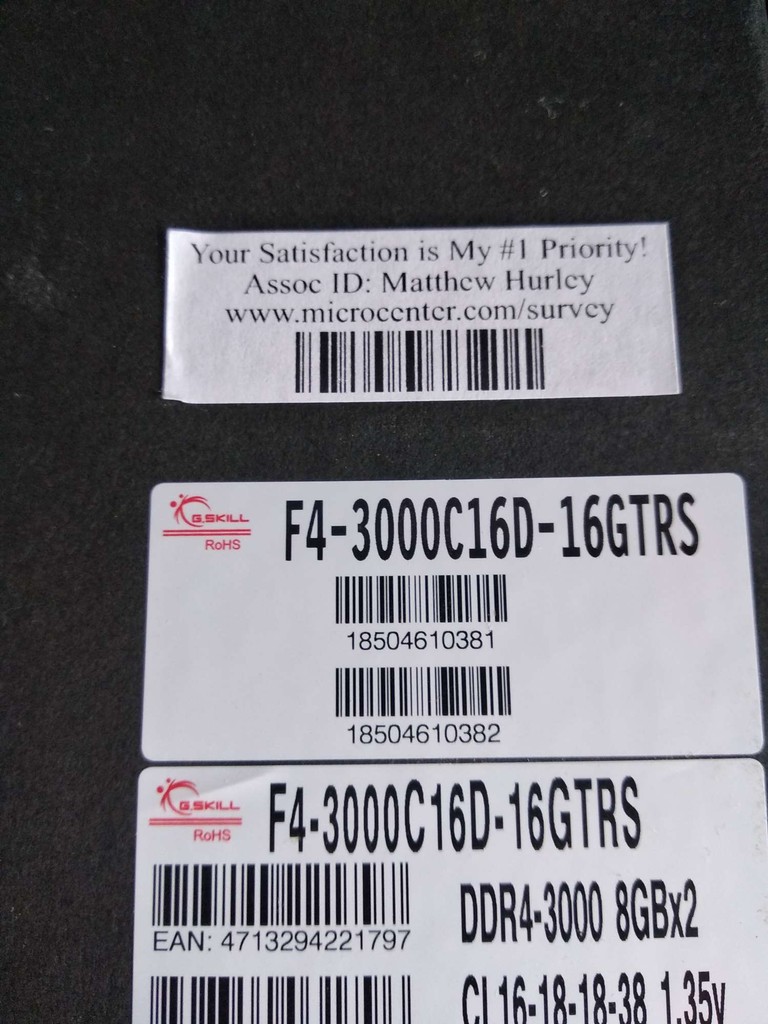 Your Satisfaction is My #1 Priority!
Assoc ID: Matthew Hurley
www.microcenter.com/survey
G.SKILL
RoHS
F4-3000C16D-16GTRS
18504610381
18504610382
G.SKILL
RoHS
F4-3000C16D-16GTRS
EAN: 4713294221797
DDR4-3000 8GBx2
CL16-18-18-38 1.35v